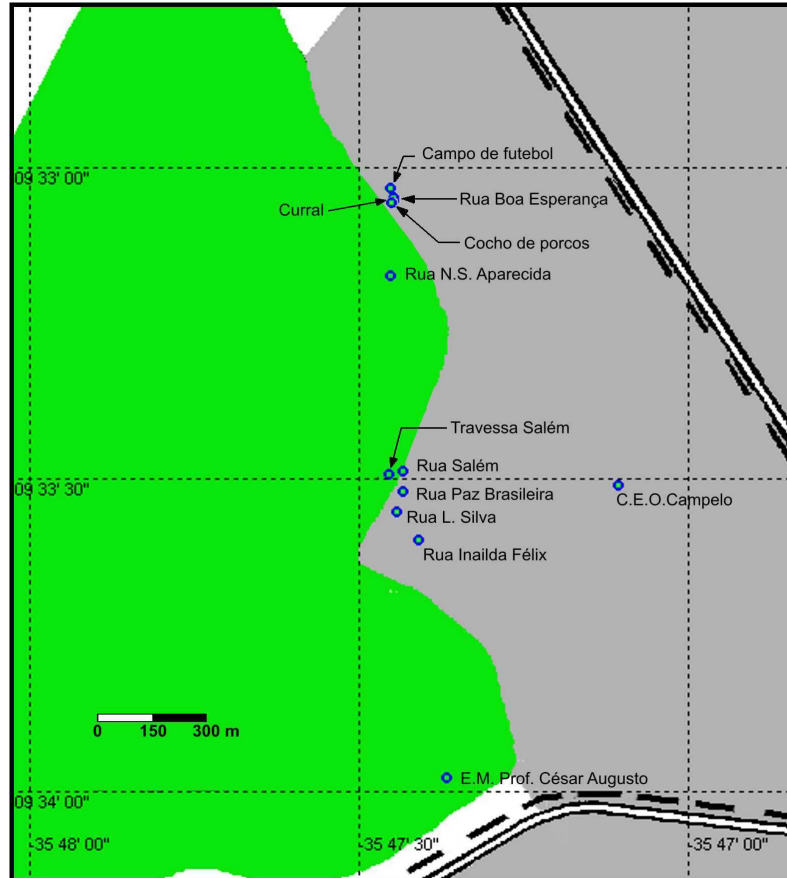 Campo de futebol
09 33' 00"
Rua Boa Esperança
Curral
Cocho de porcos
Rua N.S. Aparecida
Travessa Salém
Rua Salém
09 33' 30"
Rua Paz Brasileira
C.E.O.Campelo
Rua L. Silva
Rua Inailda Félix
0 150 300 m
E.M. Prof. César Augusto
09 34' 00"
-35 48' 00" -35 47' 30" -35 47' 00"